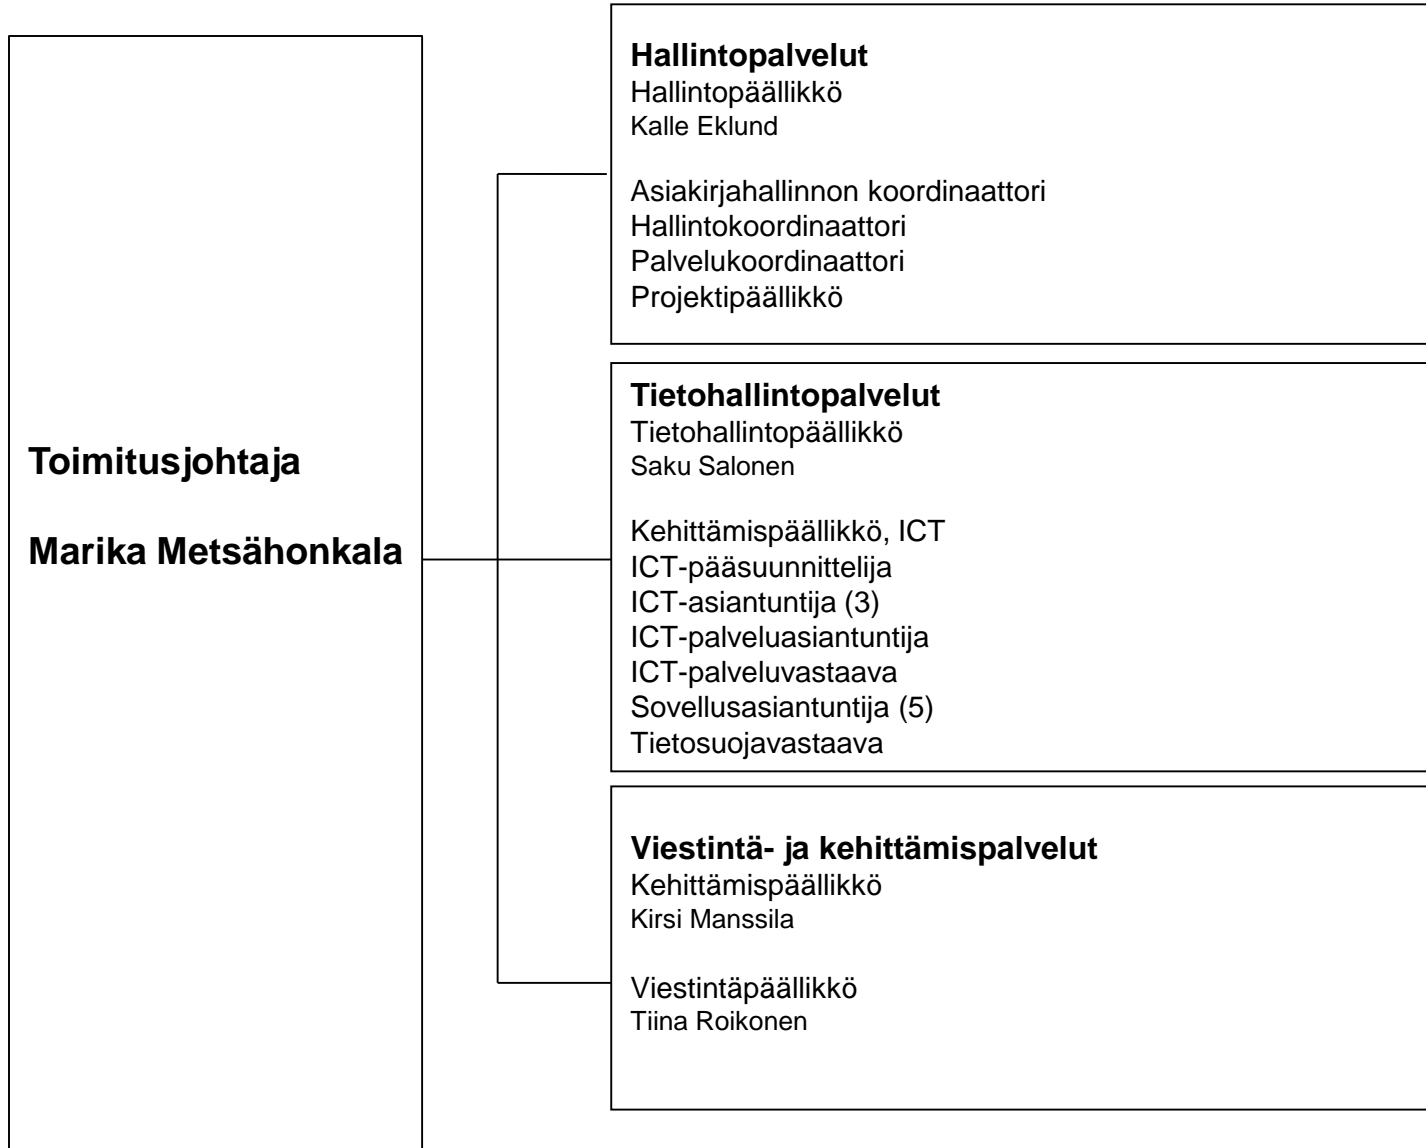 Toimitusjohtaja
Marika Metsähonkala
Hallintopalvelut
Hallintopäällikkö
Kalle Eklund
Asiakirjahallinnon koordinaattori
Hallintokoordinaattori
Palvelukoordinaattori
Projektipäällikkö
Tietohallintopalvelut
Tietohallintopäällikkö
Saku Salonen
Kehittämispäällikkö, ICT
ICT-pääsuunnittelija
ICT-asiantuntija (3)
ICT-palveluasiantuntija
ICT-palveluvastaava
Sovellusasiantuntija (5)
Tietosuojavastaava
Viestintä- ja kehittämispalvelut
Kehittämispäällikkö
Kirsi Manssila
Viestintäpäällikkö
Tiina Roikonen